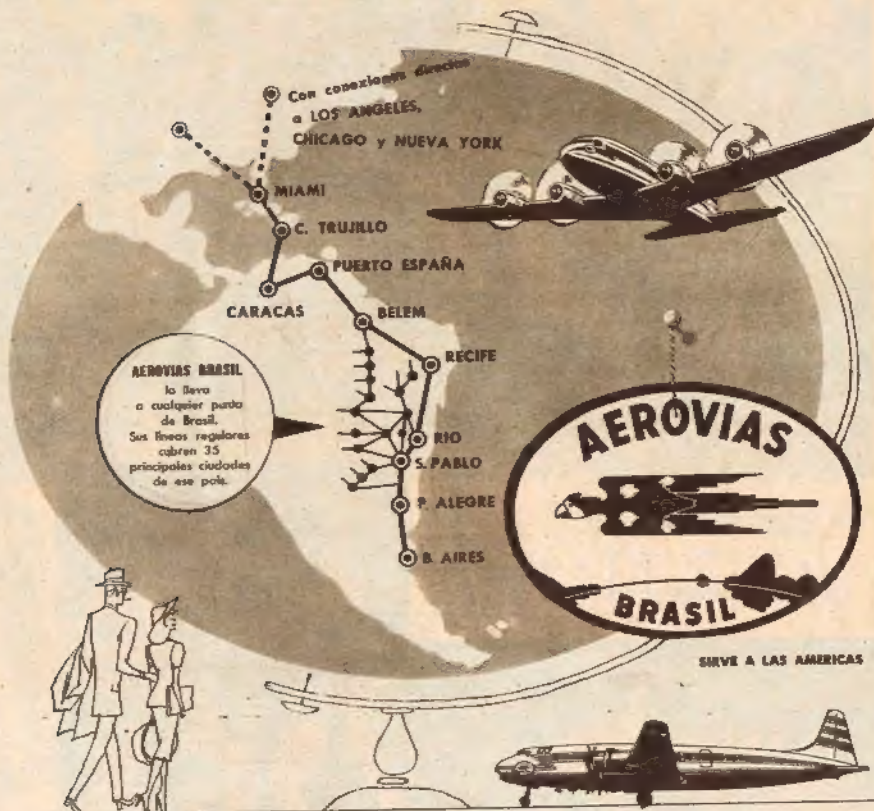 Con conexiones directas
a LOS ANGELES,
CHICAGO y NUEVA YORK
MIAMI
C. TRUJILLO
PUERTO ESPAÑA
CARACAS
BELEM
RECIFE
AEROVIAS BRASIL
lo lleva
a cualquier punto
de Brasil.
Sus líneas regulares
cubren 35
principales ciudades
de ese país.
RIO
S. PABLO
P. ALEGRE
B. AIRES
AEROVIAS
BRASIL
SIRVE A LAS AMERICAS